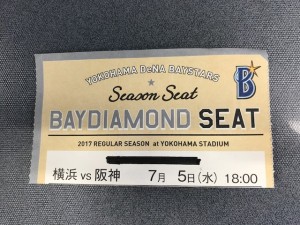 YOKOHAMA DeNA BAYSTARS
B
Season Seat
BAYDIAMOND SEAT
2017 REGULAR SEASON at YOKOHAMA STADIUM
横浜 vs 阪神 7月 5日(水) 18:00